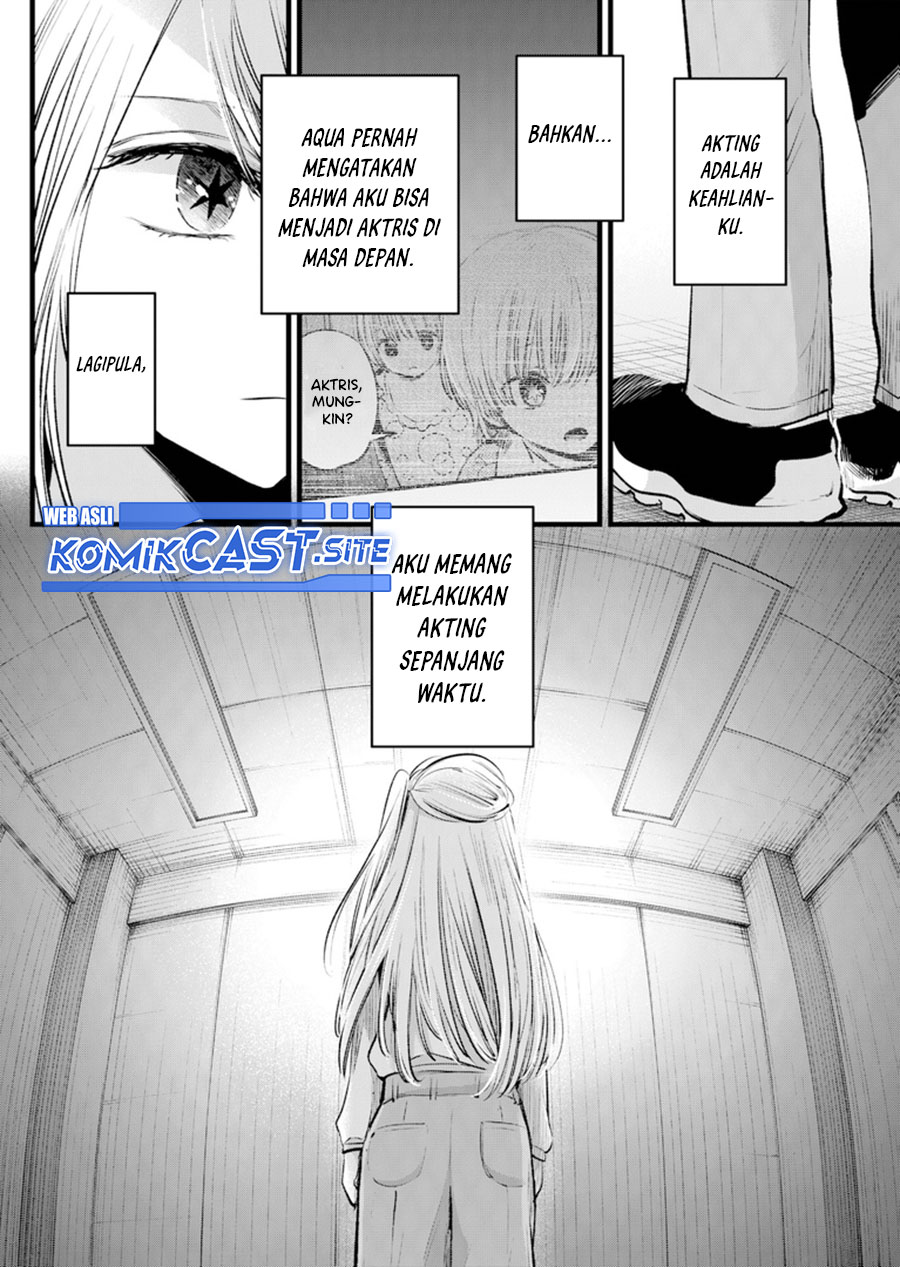 AKTING
ADALAH
KEAHLIAN-
KU.
BAHKAN...
AQUA PERNAH
MENGATAKAN
BAHWA AKU BISA
MENJADI AKTRIS DI
MASA DEPAN.
AKTRIS,
MUNG-
KIN?
LAGIPULA,
WEB ASLI
KOMIKCAST.SITE
AKU MEMANG
MELAKUKAN
AKTING
SEPANJANG
WAKTU.